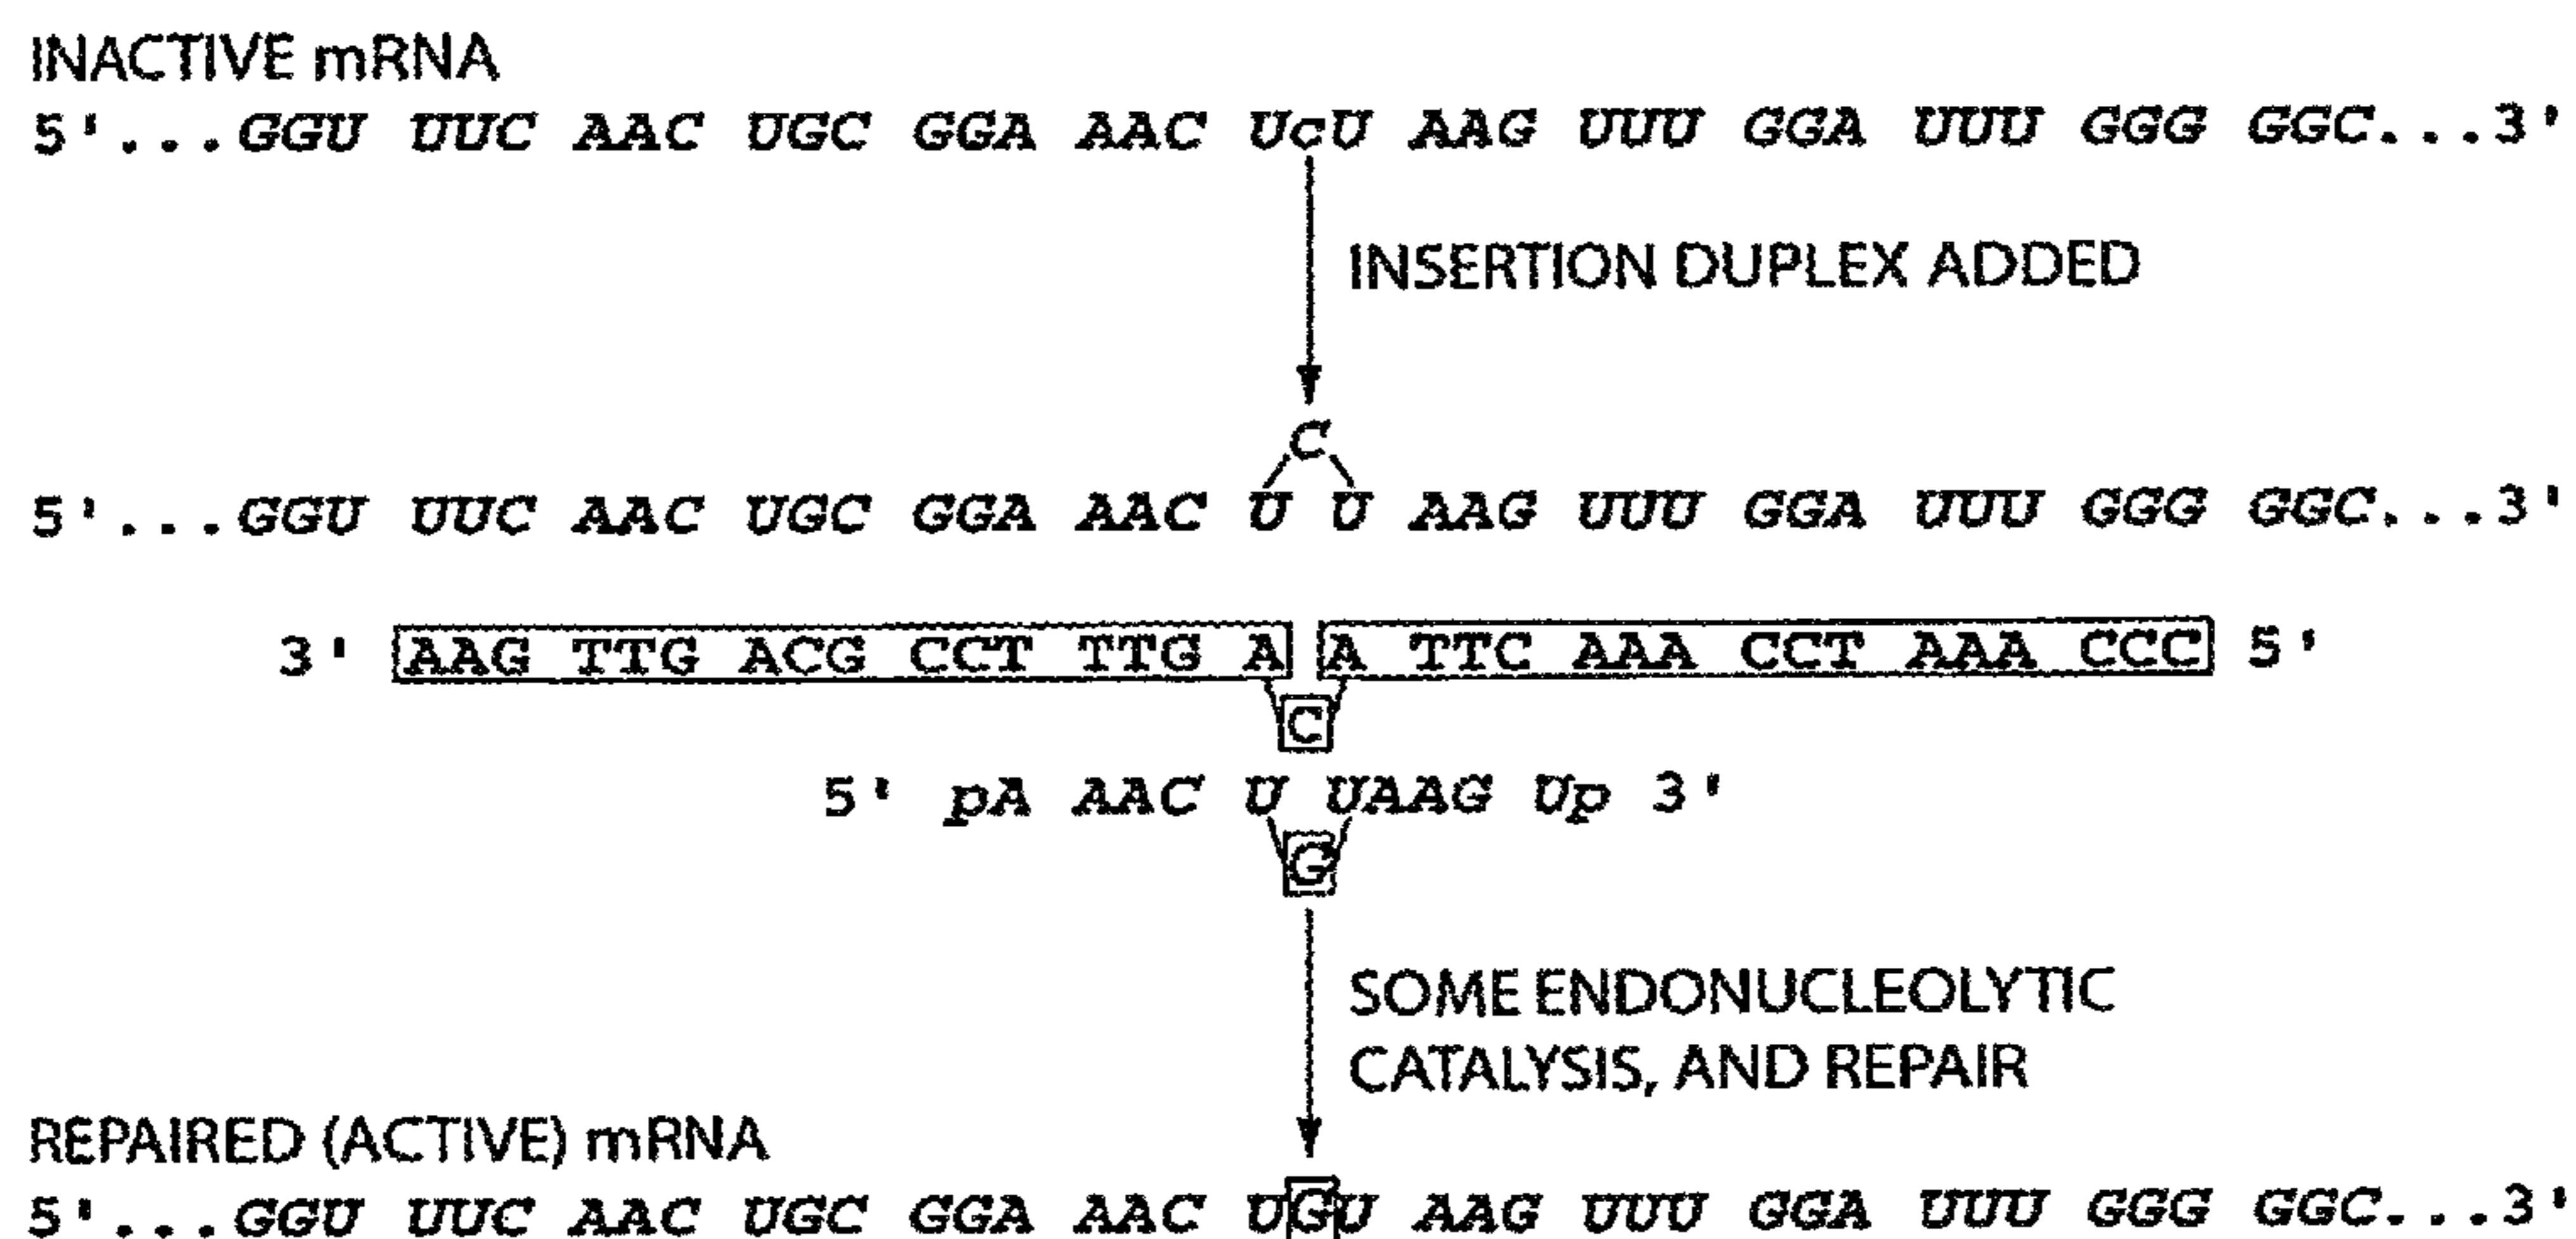 INACTIVE mRNA
5'...GGU UUC AAC UGC GGA AAC UcU AAG UUU GGA UUU GGG GGC...3'
INSERTION DUPLEX ADDED
C
5'...GGU UUC AAC UGC GGA AAC U U AAG UUU GGA UUU GGG GGC...3'
3' AAG TTG ACG CCT TTG A A TTC AAA CCT AAA CCC 5'
C
5' pA AAC U UAAG Up 3'
G
SOME ENDONUCLEOLYTIC
CATALYSIS, AND REPAIR
REPAIRED (ACTIVE) mRNA
5'...GGU UUC AAC UGC GGA AAC UGU AAG UUU GGA UUU GGG GGC...3'